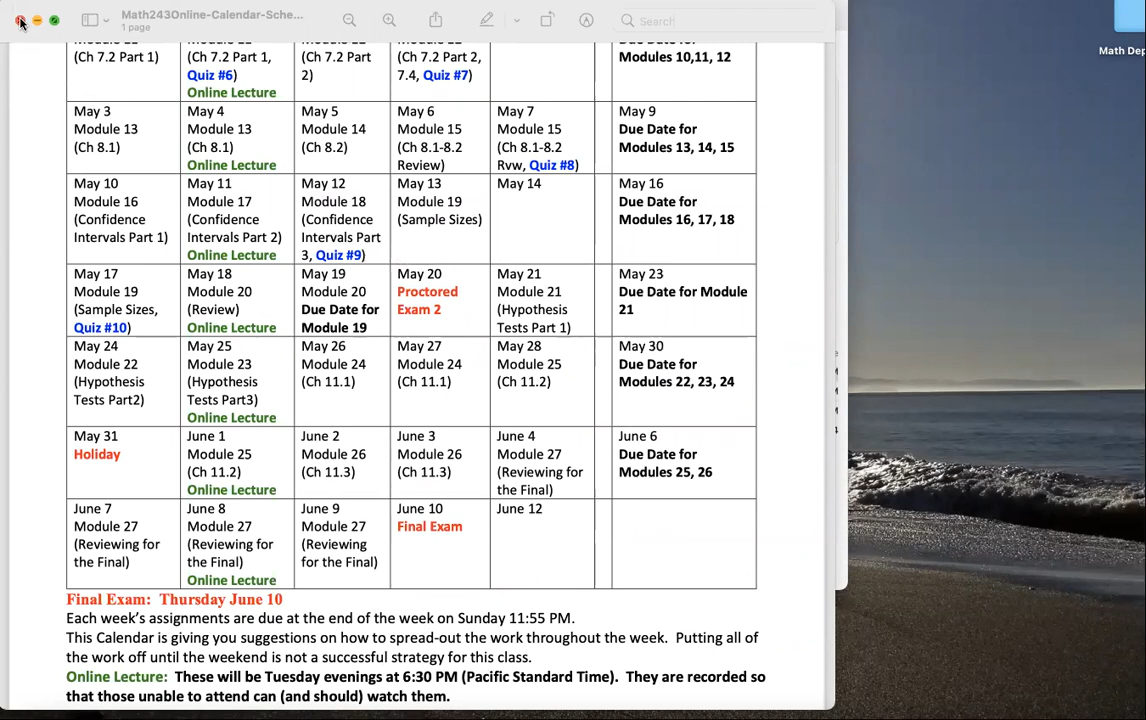 Math243Online-Calendar-Sche...
1 page
Search
Math Dep
(Ch 7.2 Part 1)
(Ch 7.2 Part 1,
Quiz #6)
Online Lecture
(Ch 7.2 Part
2)
(Ch 7.2 Part 2,
7.4, Quiz #7)
Due Date for
Modules 10,11, 12
May 3
Module 13
(Ch 8.1)
May 4
Module 13
(Ch 8.1)
Online Lecture
May 5
Module 14
(Ch 8.2)
May 6
Module 15
(Ch 8.1-8.2
Review)
May 7
Module 15
(Ch 8.1-8.2
Rvw, Quiz #8)
May 9
Due Date for
Modules 13, 14, 15
May 10
Module 16
(Confidence
Intervals Part 1)
May 11
Module 17
(Confidence
Intervals Part 2)
Online Lecture
May 12
Module 18
(Confidence
Intervals Part
3, Quiz #9)
May 13
Module 19
(Sample Sizes)
May 14
May 16
Due Date for
Modules 16, 17, 18
May 17
Module 19
(Sample Sizes,
Quiz #10)
May 18
Module 20
(Review)
Online Lecture
May 19
Module 20
Due Date for
Module 19
May 20
Proctored
Exam 2
May 21
Module 21
(Hypothesis
Tests Part 1)
May 23
Due Date for Module
21
May 24
Module 22
(Hypothesis
Tests Part2)
May 25
Module 23
(Hypothesis
Tests Part3)
Online Lecture
May 26
Module 24
(Ch 11.1)
May 27
Module 24
(Ch 11.1)
May 28
Module 25
(Ch 11.2)
May 30
Due Date for
Modules 22, 23, 24
May 31
Holiday
June 1
Module 25
(Ch 11.2)
Online Lecture
June 2
Module 26
(Ch 11.3)
June 3
Module 26
(Ch 11.3)
June 4
Module 27
(Reviewing for
the Final)
June 6
Due Date for
Modules 25, 26
June 7
Module 27
(Reviewing for
the Final)
June 8
Module 27
(Reviewing for
the Final)
Online Lecture
June 9
Module 27
(Reviewing
for the Final)
June 10
Final Exam
June 12
Final Exam: Thursday June 10
Each week's assignments are due at the end of the week on Sunday 11:55 PM.
This Calendar is giving you suggestions on how to spread-out the work throughout the week. Putting all of
the work off until the weekend is not a successful strategy for this class.
Online Lecture: These will be Tuesday evenings at 6:30 PM (Pacific Standard Time). They are recorded so
that those unable to attend can (and should) watch them.